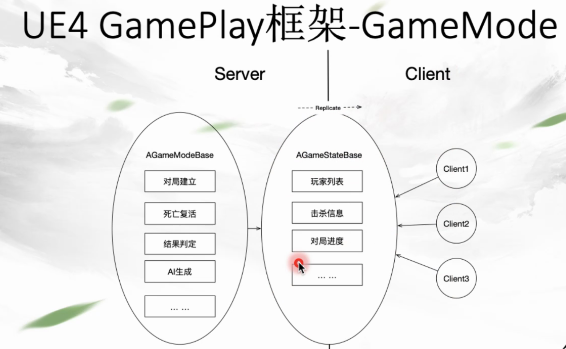 UE4 GamePlay框架-GameMode
Server
Client
Replicate
AGameModeBase
对局建立
死亡复活
结果判定
AI生成
... ...
AGameStateBase
玩家列表
击杀信息
对局进度
... ...
Client1
Client2
Client3